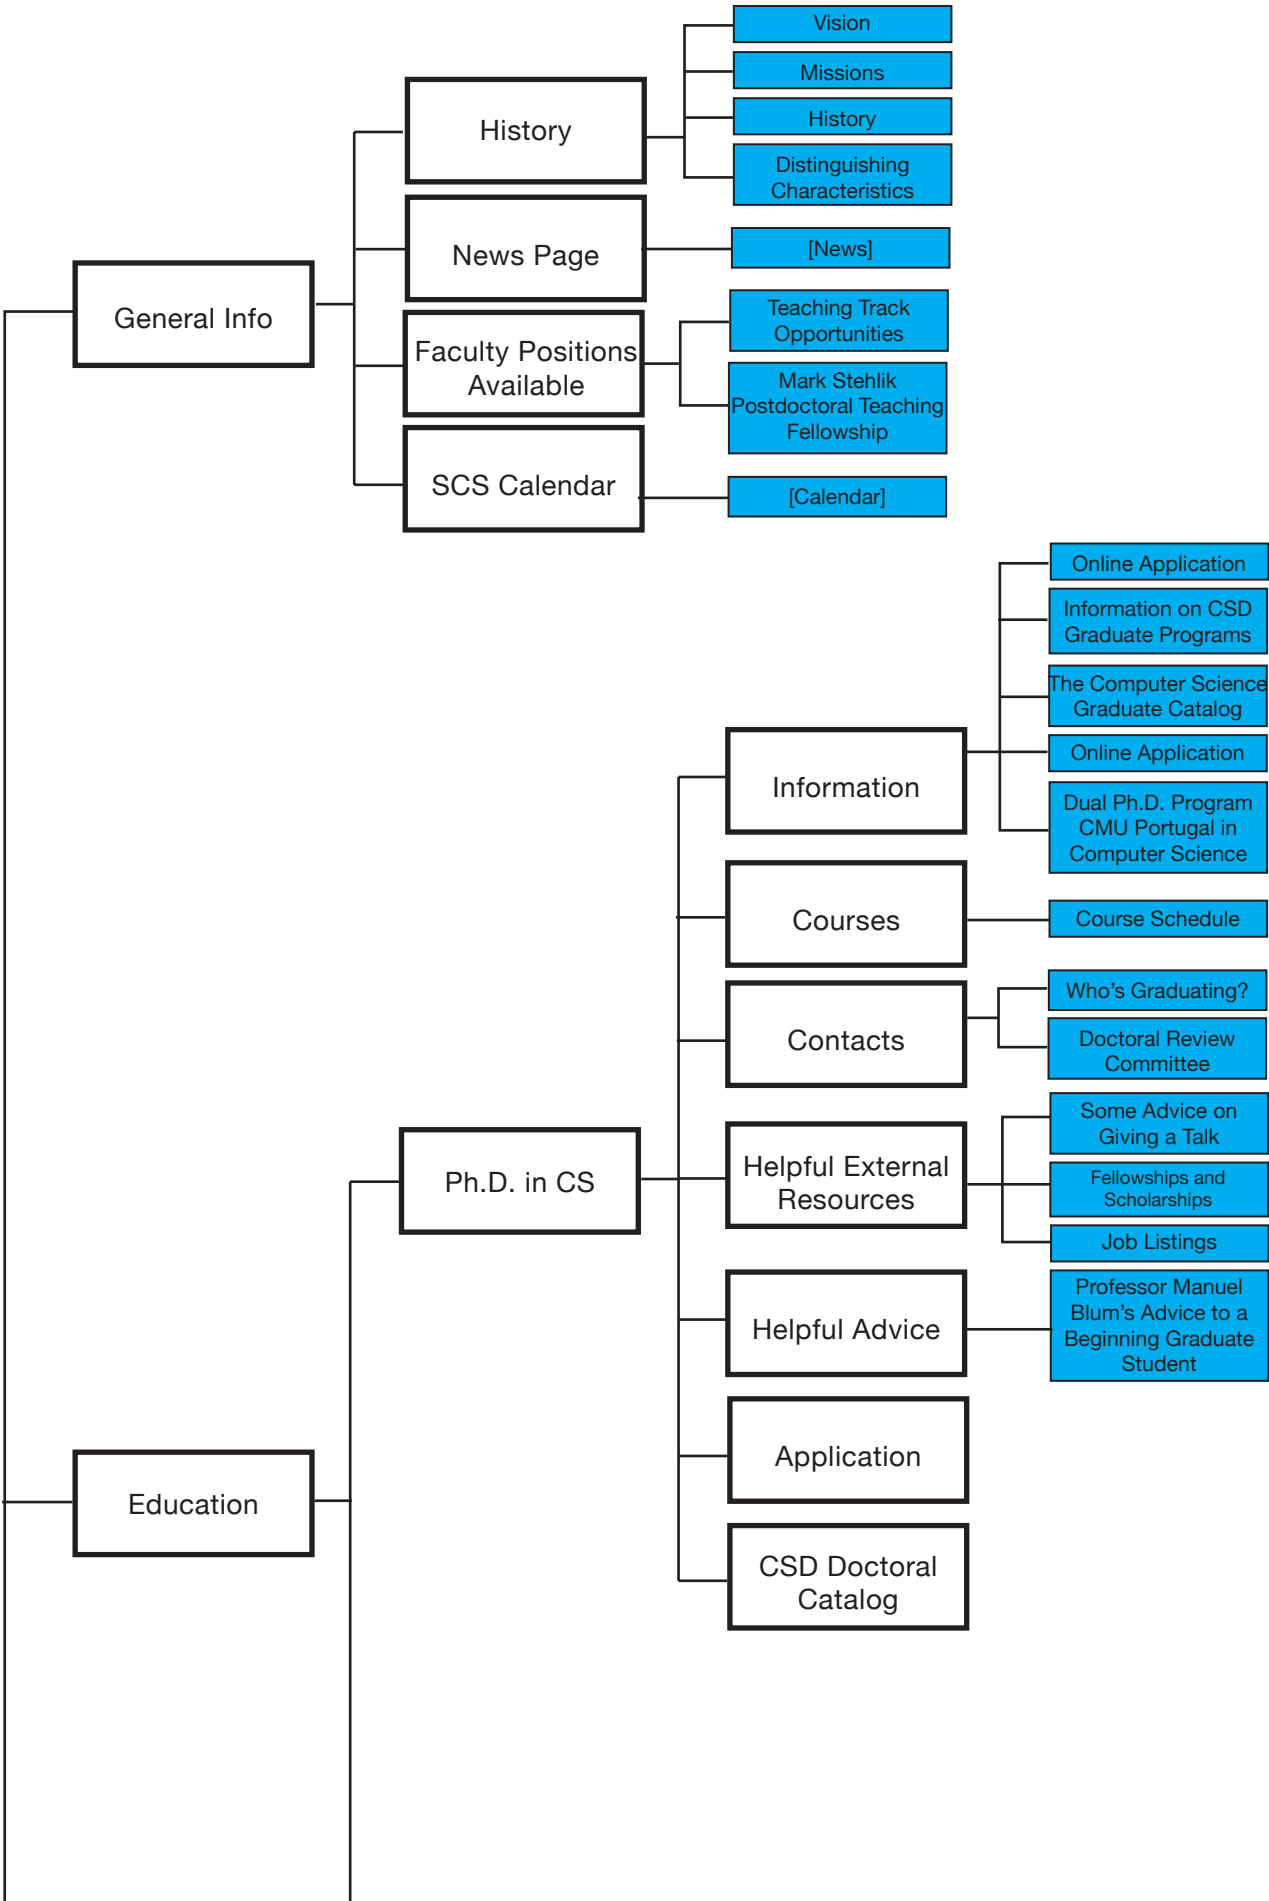 Vision
Missions
History
History
Distinguishing
Characteristics
News Page
[News]
General Info
Teaching Track
Opportunities
Faculty Positions
Available
Mark Stehlik
Postdoctoral Teaching
Fellowship
SCS Calendar
[Calendar]
Online Application
Information on CSD
Graduate Programs
The Computer Science
Graduate Catalog
Information
Online Application
Dual Ph.D. Program
CMU Portugal in
Computer Science
Courses
Course Schedule
Contacts
Who's Graduating?
Doctoral Review
Committee
Ph.D. in CS
Helpful External
Resources
Some Advice on
Giving a Talk
Fellowships and
Scholarships
Job Listings
Helpful Advice
Professor Manuel
Blum's Advice to a
Beginning Graduate
Student
Application
Education
CSD Doctoral
Catalog